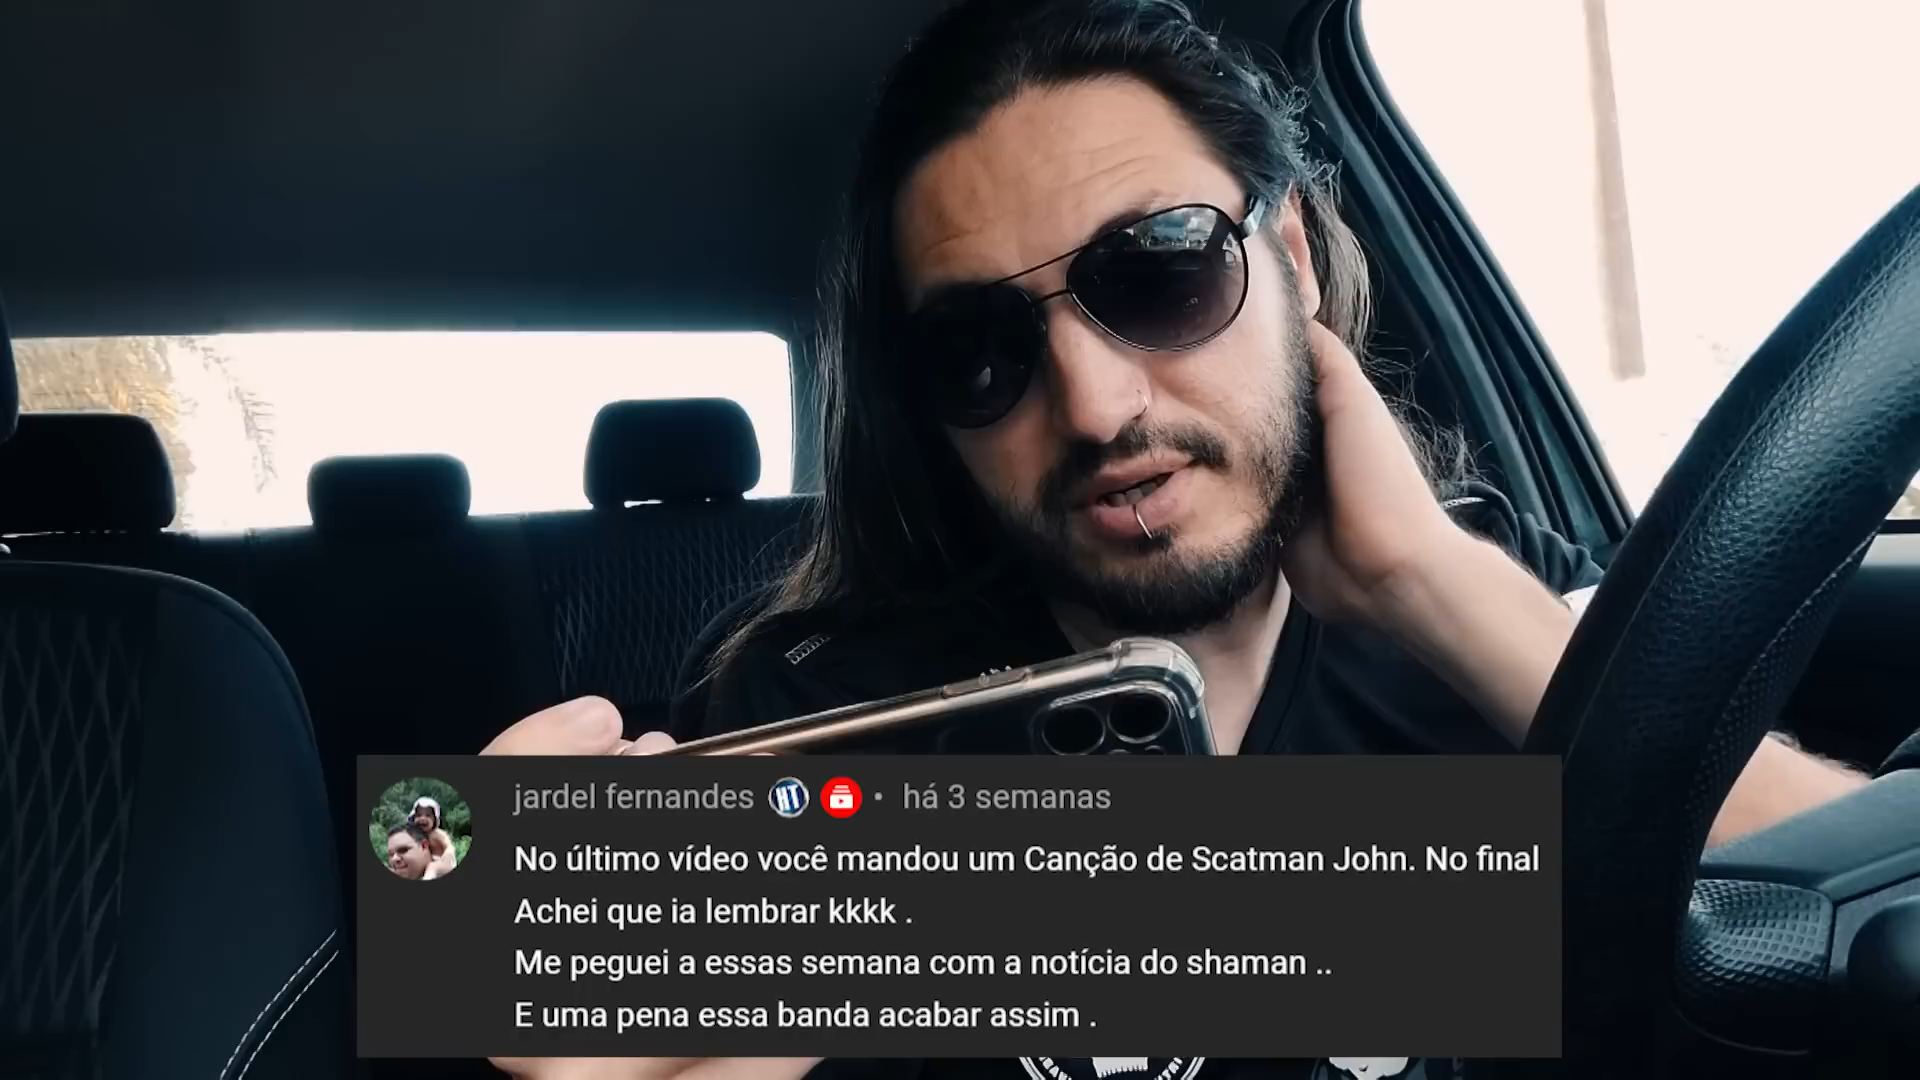 jardel fernandes HT • há 3 semanas
No último vídeo você mandou um Canção de Scatman John. No final
Achei que ia lembrar kkkk .
Me peguei a essas semana com a notícia do shaman ..
E uma pena essa banda acabar assim .